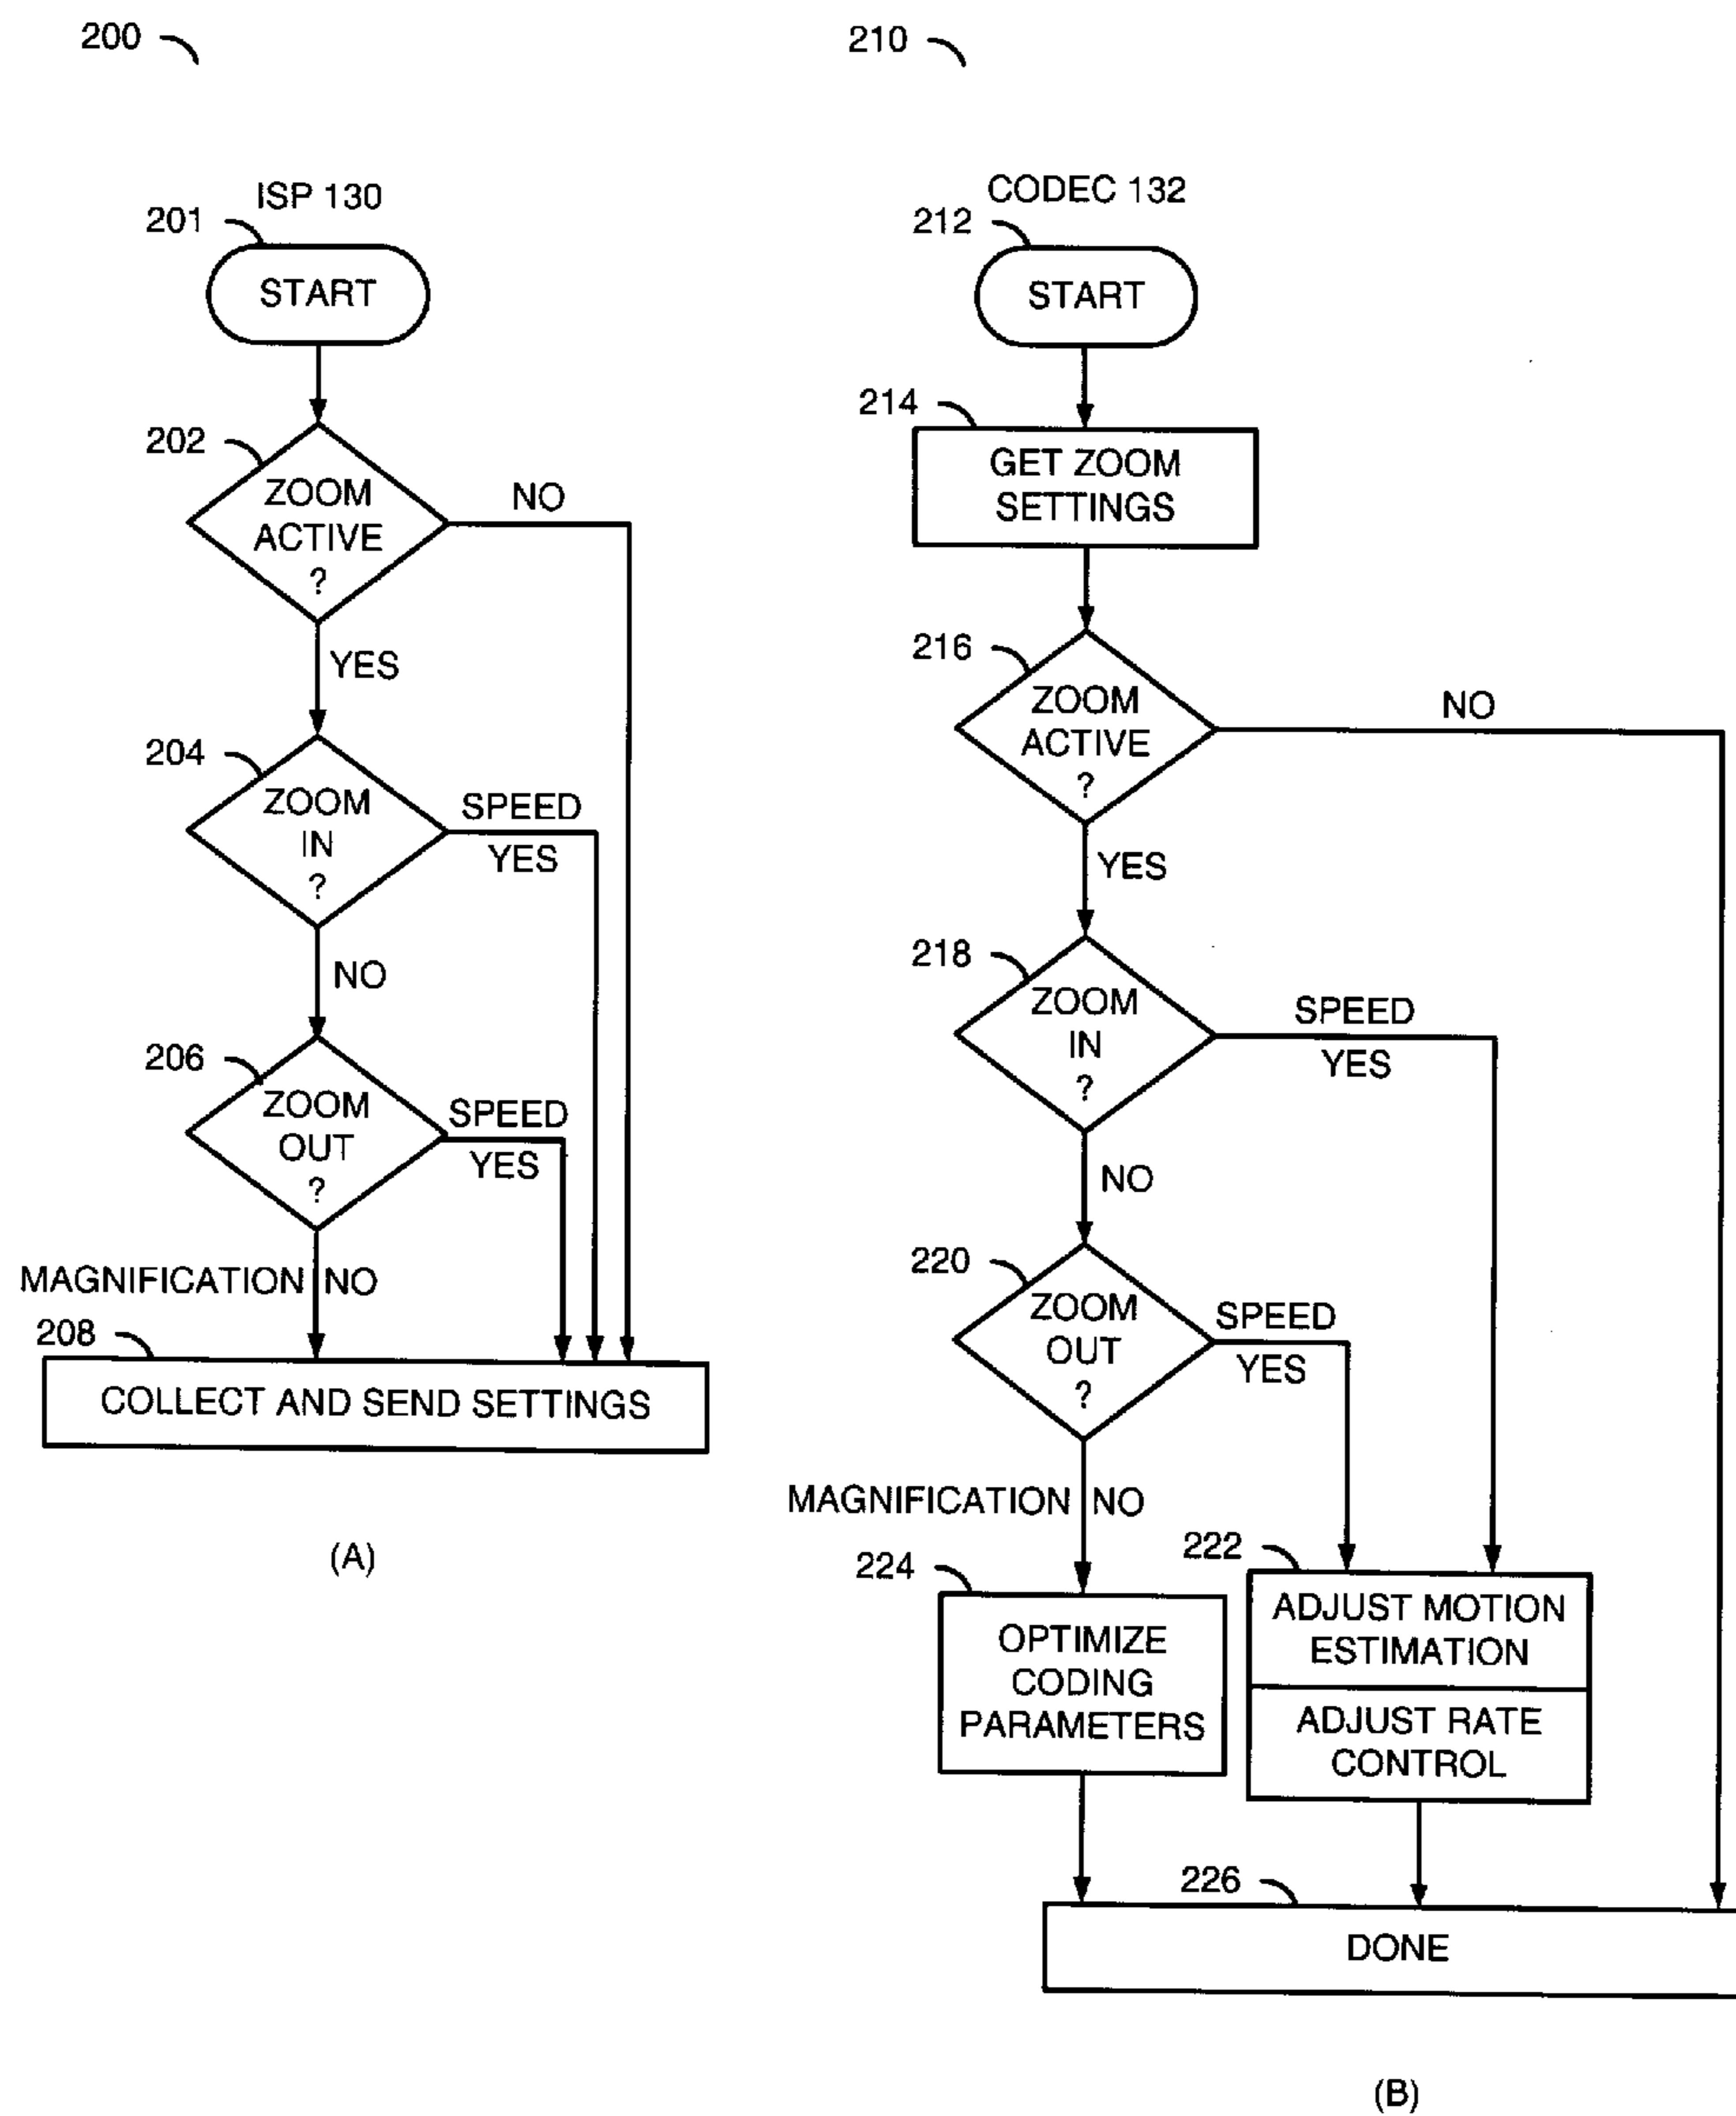 200
ISP 130
201
START
202
ZOOM
ACTIVE
?
NO
YES
204
ZOOM
IN
?
SPEED
YES
NO
206
ZOOM
OUT
?
SPEED
YES
MAGNIFICATION
NO
208
COLLECT AND SEND SETTINGS
(A)
210
CODEC 132
212
START
214
GET ZOOM
SETTINGS
216
ZOOM
ACTIVE
?
NO
YES
218
ZOOM
IN
?
SPEED
YES
NO
220
ZOOM
OUT
?
SPEED
YES
MAGNIFICATION
NO
224
OPTIMIZE
CODING
PARAMETERS
222
ADJUST MOTION
ESTIMATION
ADJUST RATE
CONTROL
226
DONE
(B)